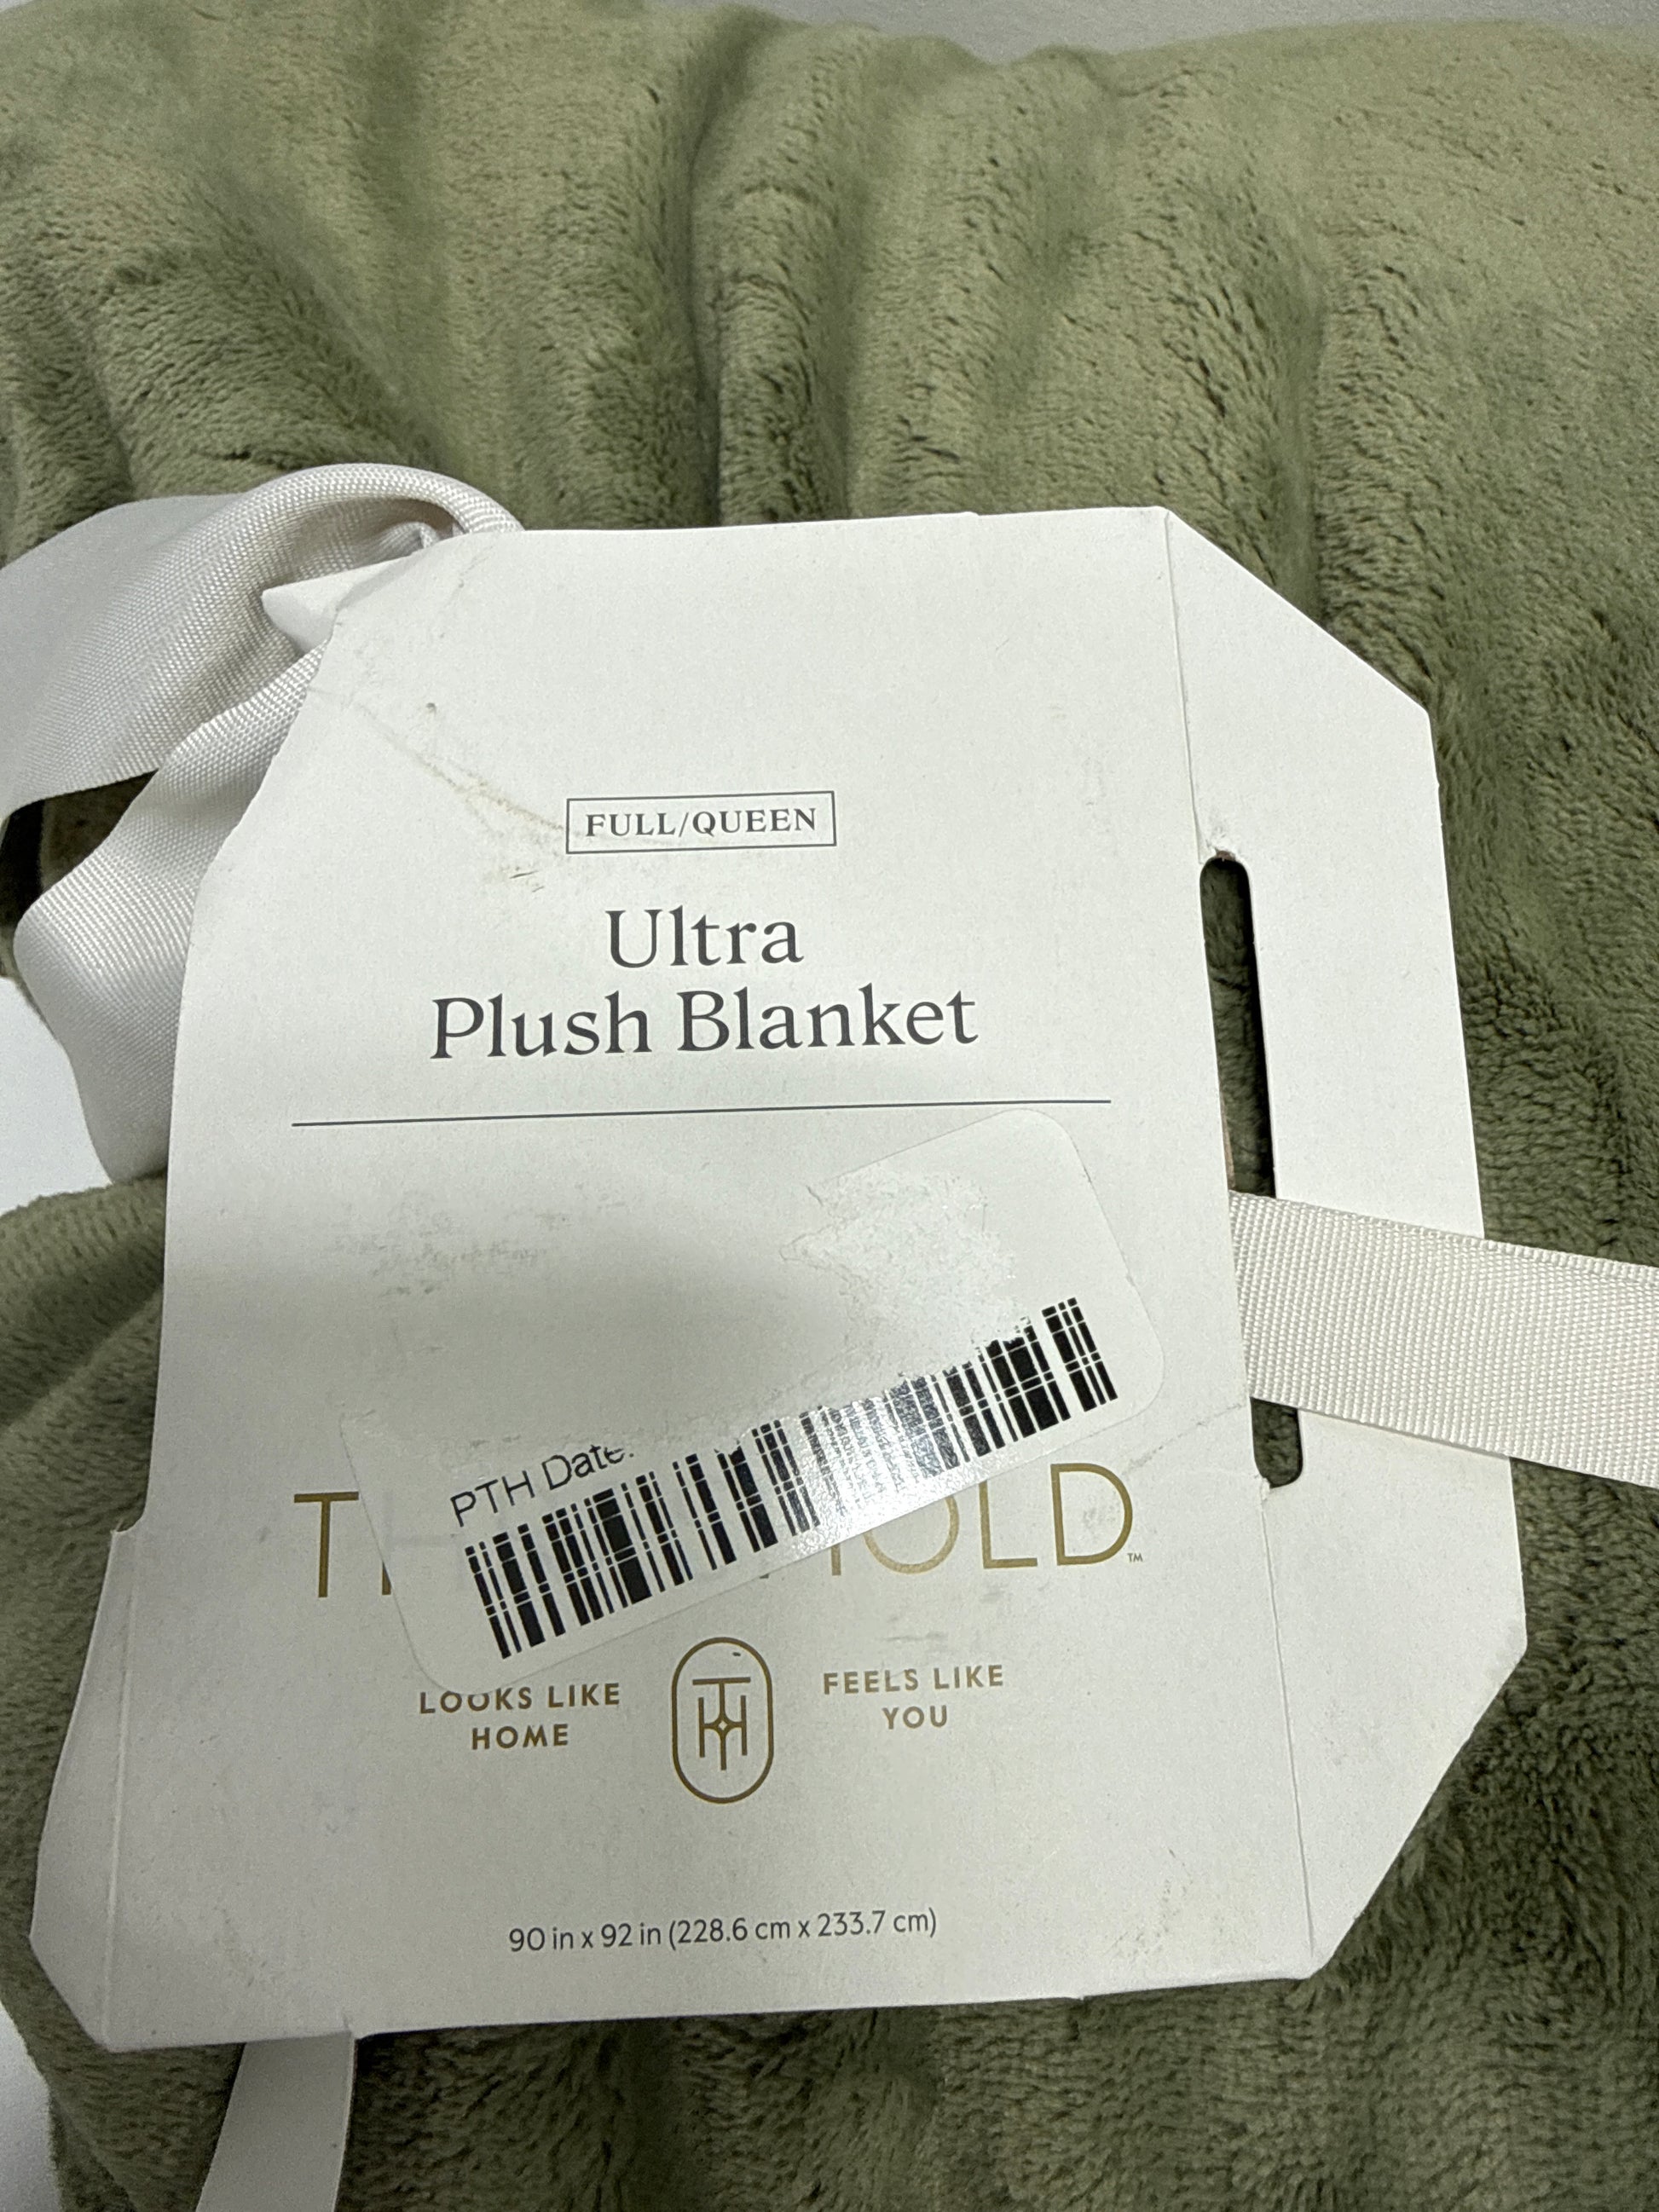 FULL/QUEEN
Ultra
Plush Blanket
PTH Date:
LOOKS LIKE
HOME
FEELS LIKE
YOU
90 in x 92 in (228.6 cm x 233.7 cm)